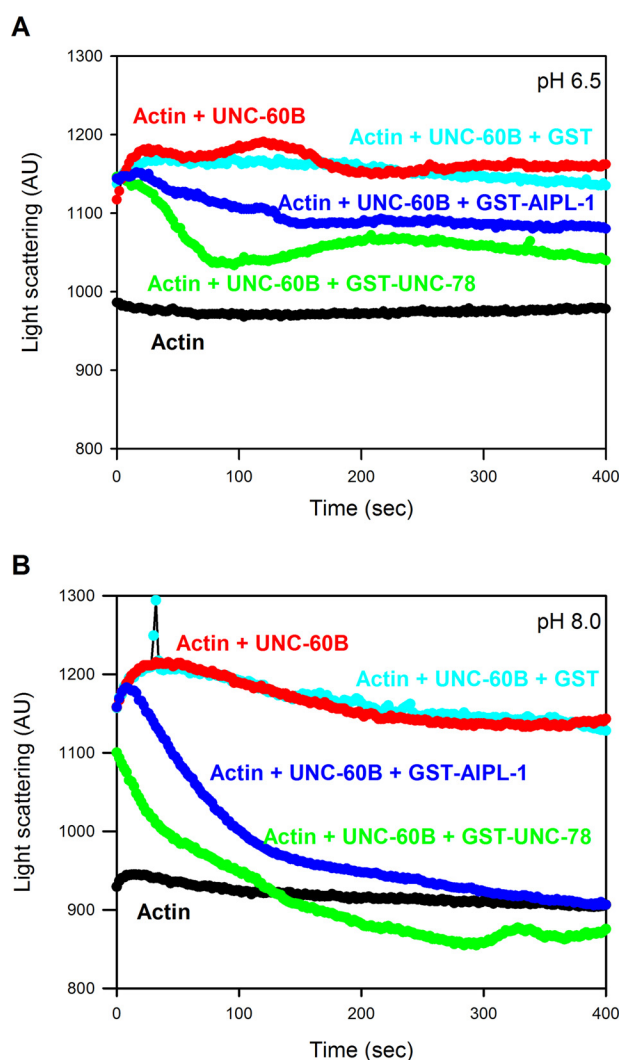 A
1300
pH 6.5
Actin + UNC-60B
1200
Actin + UNC-60B + GST
1100
Actin + UNC-60B + GST-AIPL-1
Actin + UNC-60B + GST-UNC-78
1000
Actin
900
800
Light scattering (AU)
0 100 200 300 400
Time (sec)
B
1300
pH 8.0
Actin + UNC-60B
1200
Actin + UNC-60B + GST
1100
Actin + UNC-60B + GST-AIPL-1
1000
Actin + UNC-60B + GST-UNC-78
900
Actin
800
Light scattering (AU)
0 100 200 300 400
Time (sec)